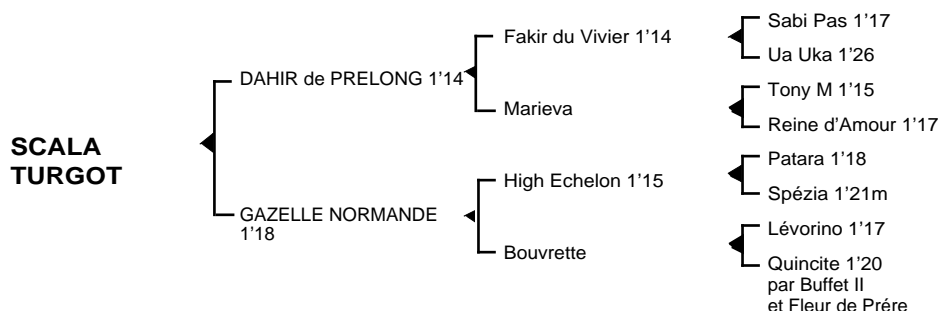 SCALA
TURGOT
DAHIR de PRELONG 1’14
GAZELLE NORMANDE
1’18
Fakir du Vivier 1’14
Marieva
High Echelon 1’15
Bouvrette
Sabi Pas 1’17
Ua Uka 1’26
Tony M 1’15
Reine d’Amour 1’17
Patara 1’18
Spézia 1’21m
Lévorino 1’17
Quincite 1’20
par Buffet II
et Fleur de Prére